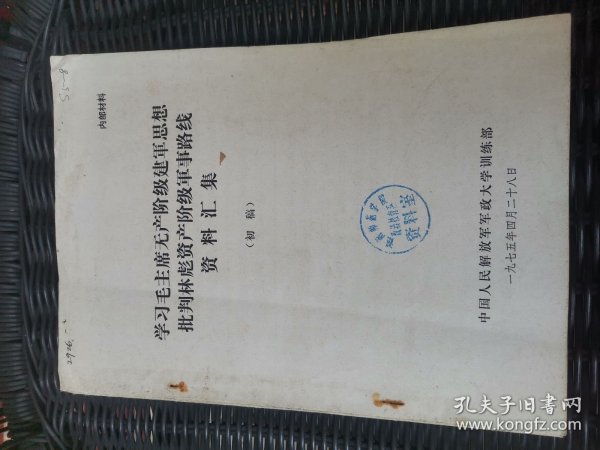 内部材料
学习毛主席无产阶级建軍思想
批判林彪资产阶级軍事路线
资料汇集
（初稿）
资料室
中国人民解放军军政大学训练部
一九七五年四月二十八日
孔夫子旧书网
www.kongfz.com